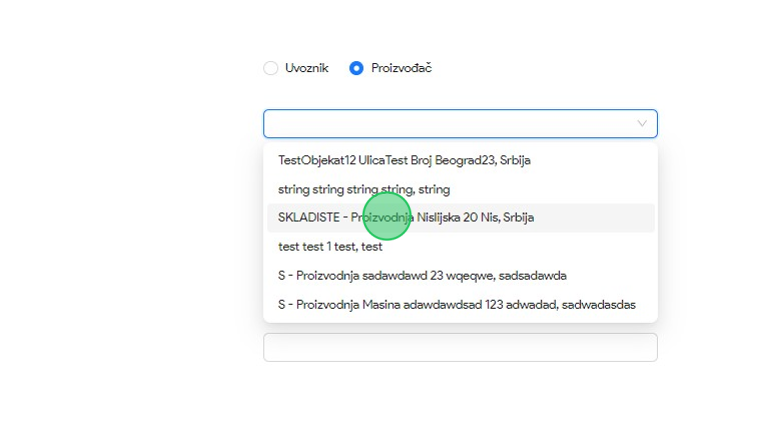 Uvoznik Proizvođač
TestObjekat12 UlicaTest Broj Beograd23, Srbija
string string string string, string
SKLADISTE - Proizvodnja Nislijska 20 Nis, Srbija
test test 1 test, test
S - Proizvodnja sadawdawd 23 wqeqwe, sadsadawda
S - Proizvodnja Masina adawdawdsad 123 adwadad, sadwadasdas